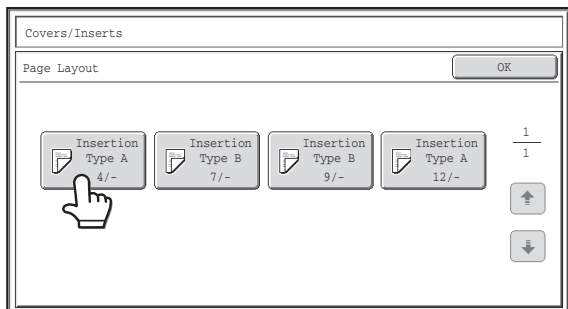 Covers/Inserts
Page Layout
OK
Insertion
Type A
4/-
Insertion
Type B
7/-
Insertion
Type B
9/-
Insertion
Type A
12/-
1
1